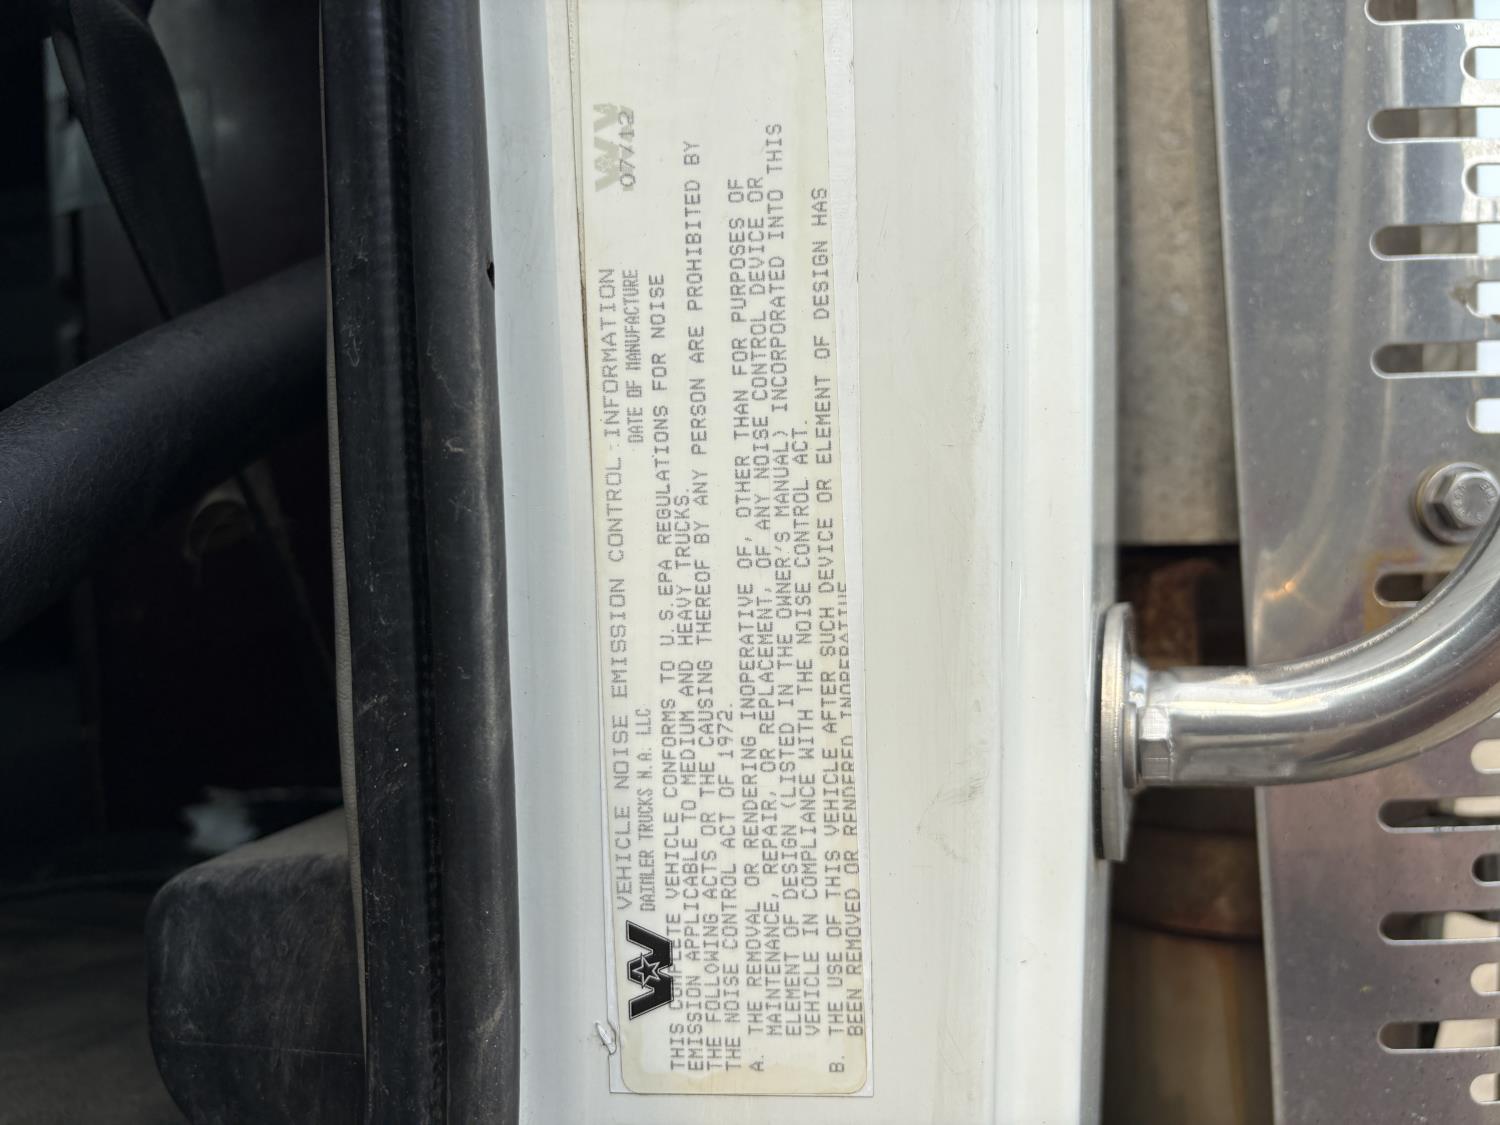 VEHICLE NOISE EMISSION CONTROL INFORMATION
DAIMLER TRUCKS N.A. LLC DATE OF MANUFACTURE 07/12
THIS COMPLETE VEHICLE CONFORMS TO U.S.EPA REGULATIONS FOR NOISE
EMISSION APPLICABLE TO MEDIUM AND HEAVY TRUCKS.
THE FOLLOWING ACTS OR THE CAUSING THEREOF BY ANY PERSON ARE PROHIBITED BY
THE NOISE CONTROL ACT OF 1972.
A. THE REMOVAL OR RENDERING INOPERATIVE OF, OTHER THAN FOR PURPOSES OF
MAINTENANCE, REPAIR, OR REPLACEMENT, OF ANY NOISE CONTROL DEVICE OR
ELEMENT OF DESIGN (LISTED IN THE OWNER'S MANUAL) INCORPORATED INTO THIS
VEHICLE IN COMPLIANCE WITH THE NOISE CONTROL ACT.
B. THE USE OF THIS VEHICLE AFTER SUCH DEVICE OR ELEMENT OF DESIGN HAS
BEEN REMOVED OR RENDERED INOPERATIVE